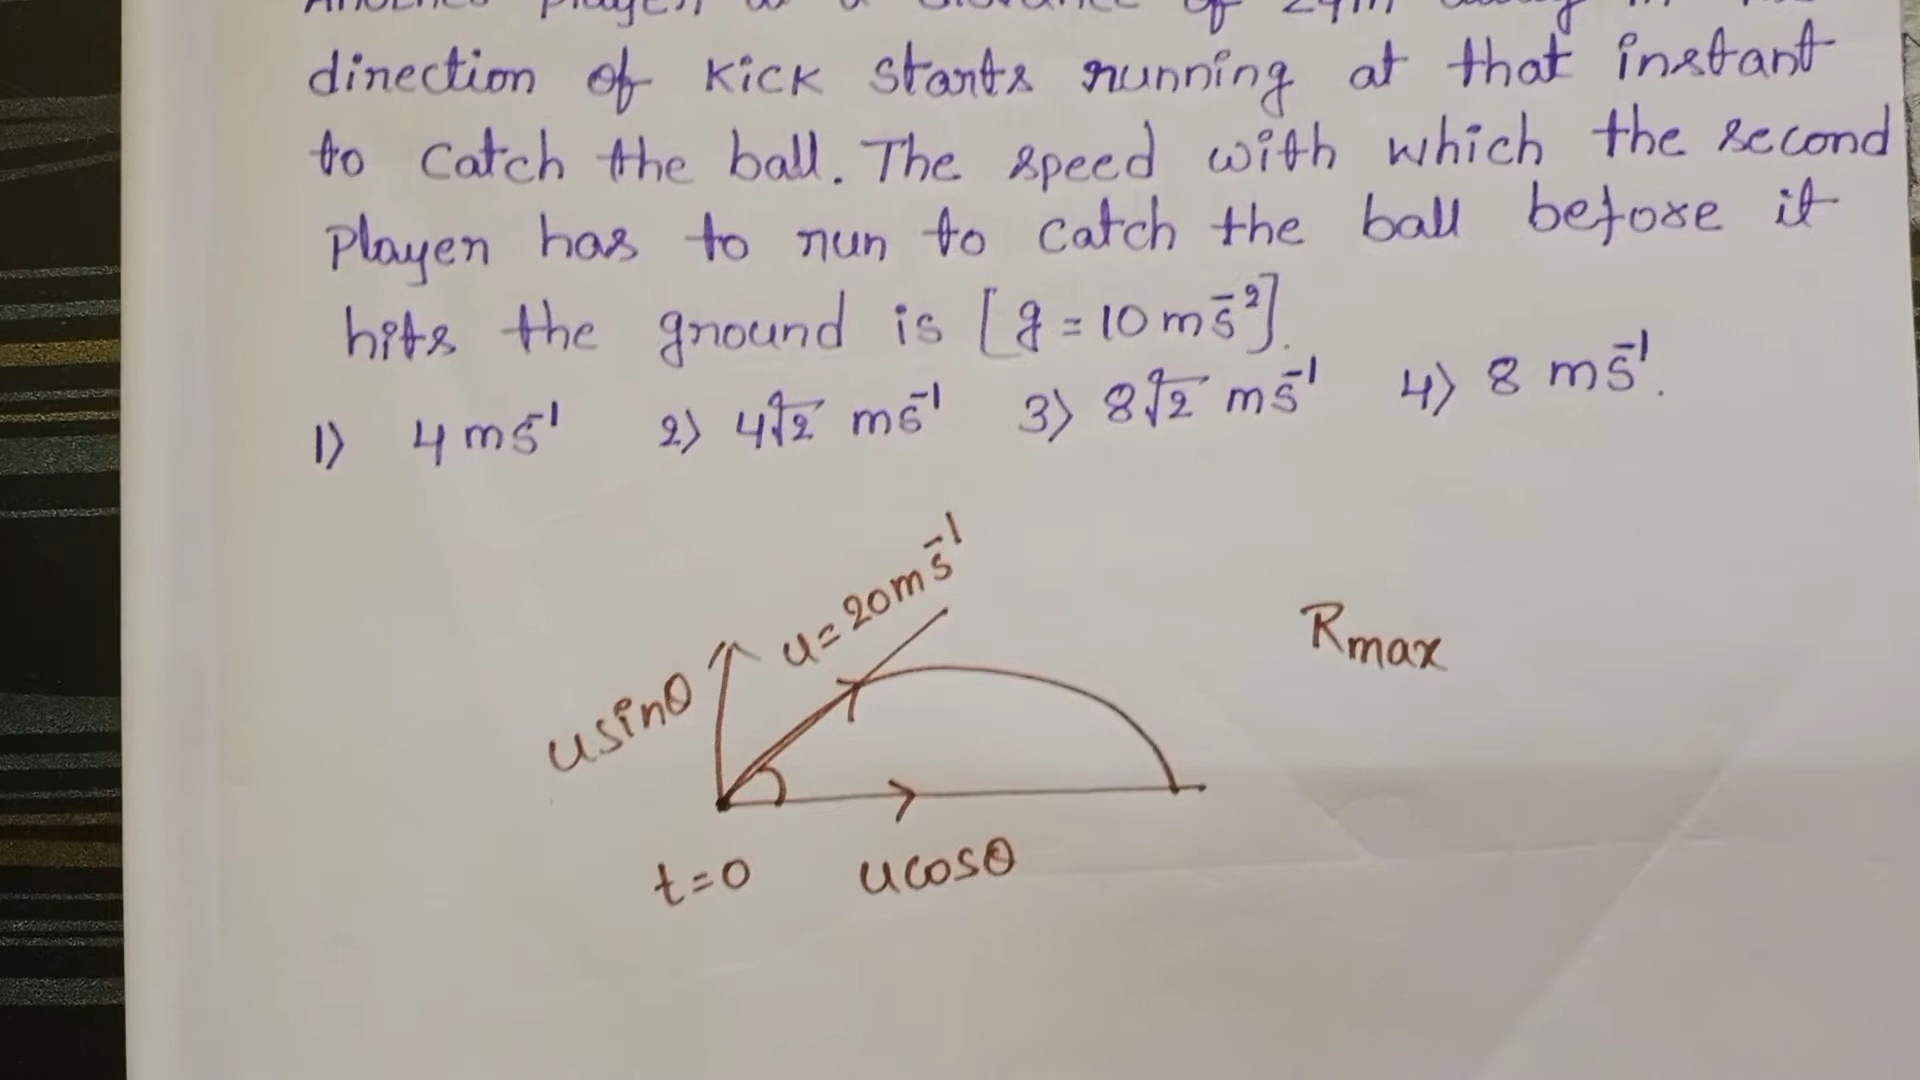 of 24m
direction of kick starts running at that instant
to catch the ball. The speed with which the second
player has to run to catch the ball before it
hits the ground is [g = 10 ms⁻²].
1) 4 ms⁻¹ 2) 4√2 ms⁻¹ 3) 8√2 ms⁻¹ 4) 8 ms⁻¹.
u = 20ms⁻¹
Rmax
usinθ
t=0 ucosθ